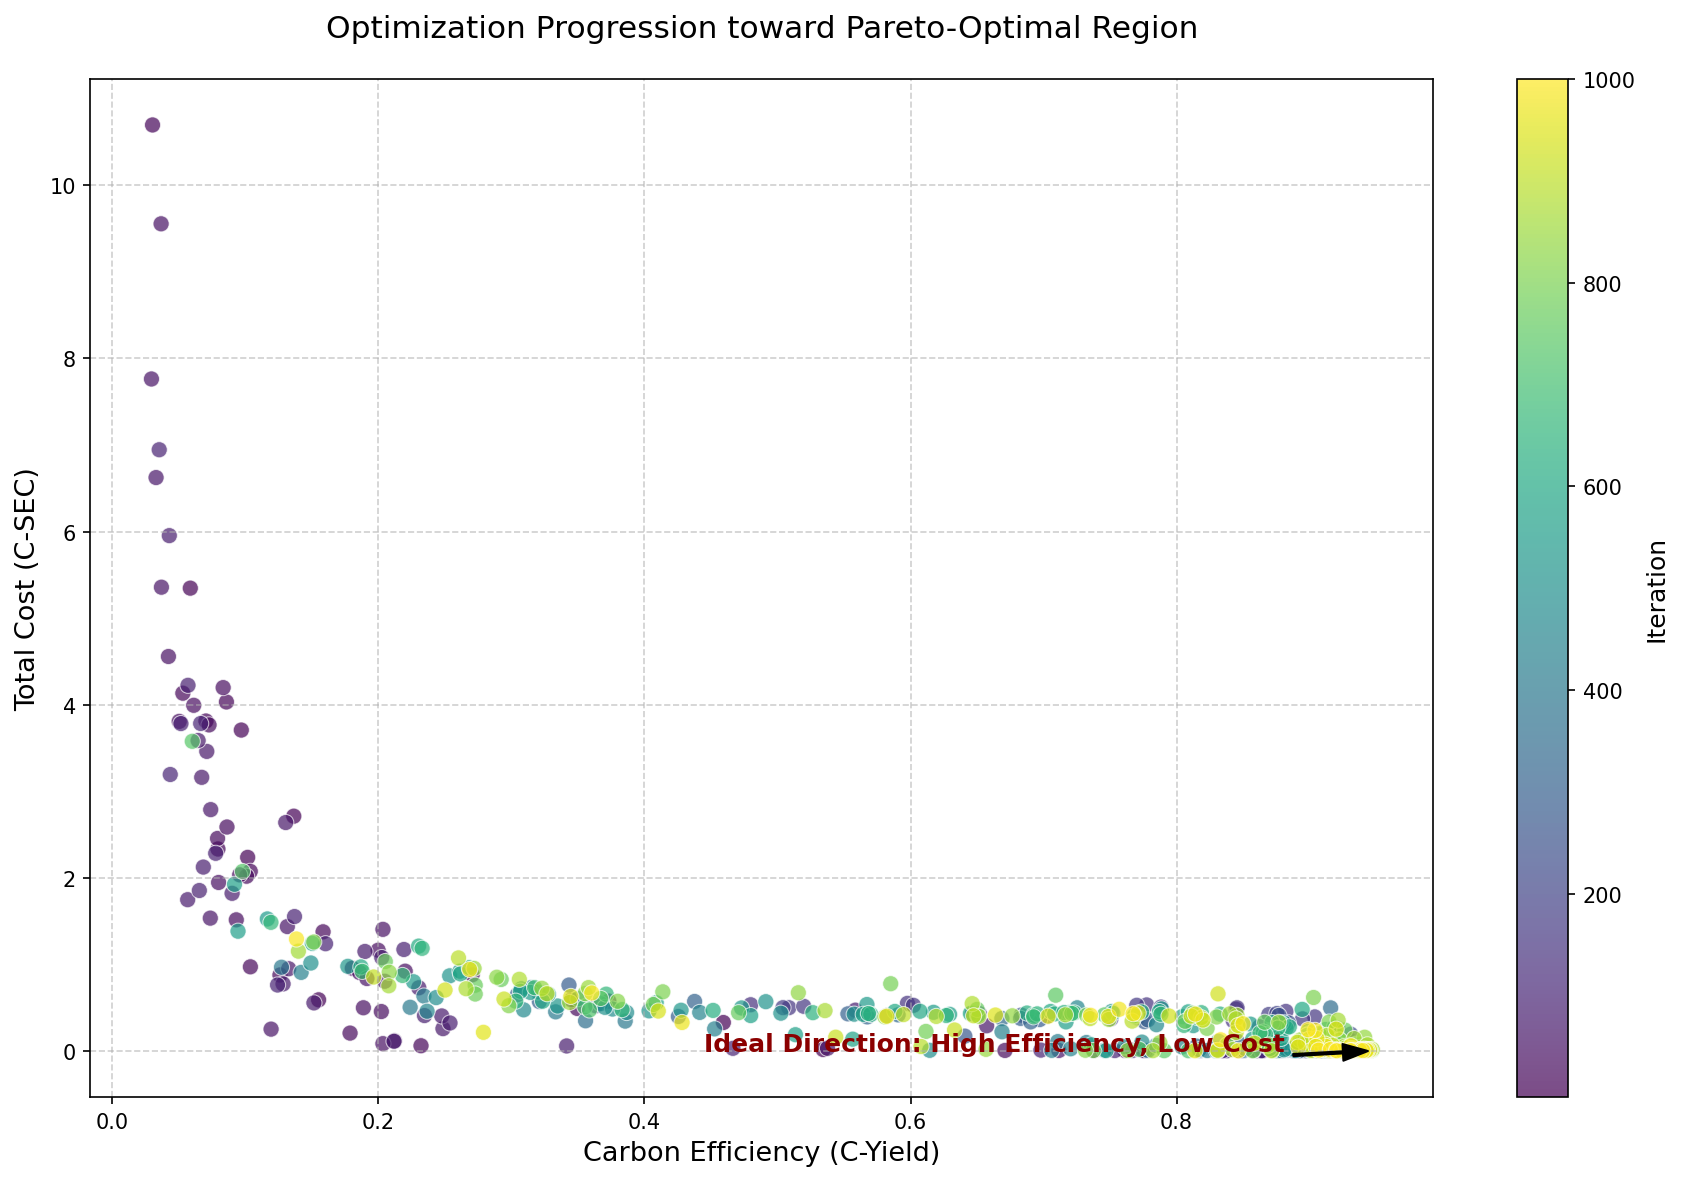 Optimization Progression toward Pareto-Optimal Region
Total Cost (C-SEC)
10
8
6
4
2
0
Ideal Direction: High Efficiency, Low Cost
0.0 0.2 0.4 0.6 0.8
Carbon Efficiency (C-Yield)
1000
800
600
400
200
Iteration